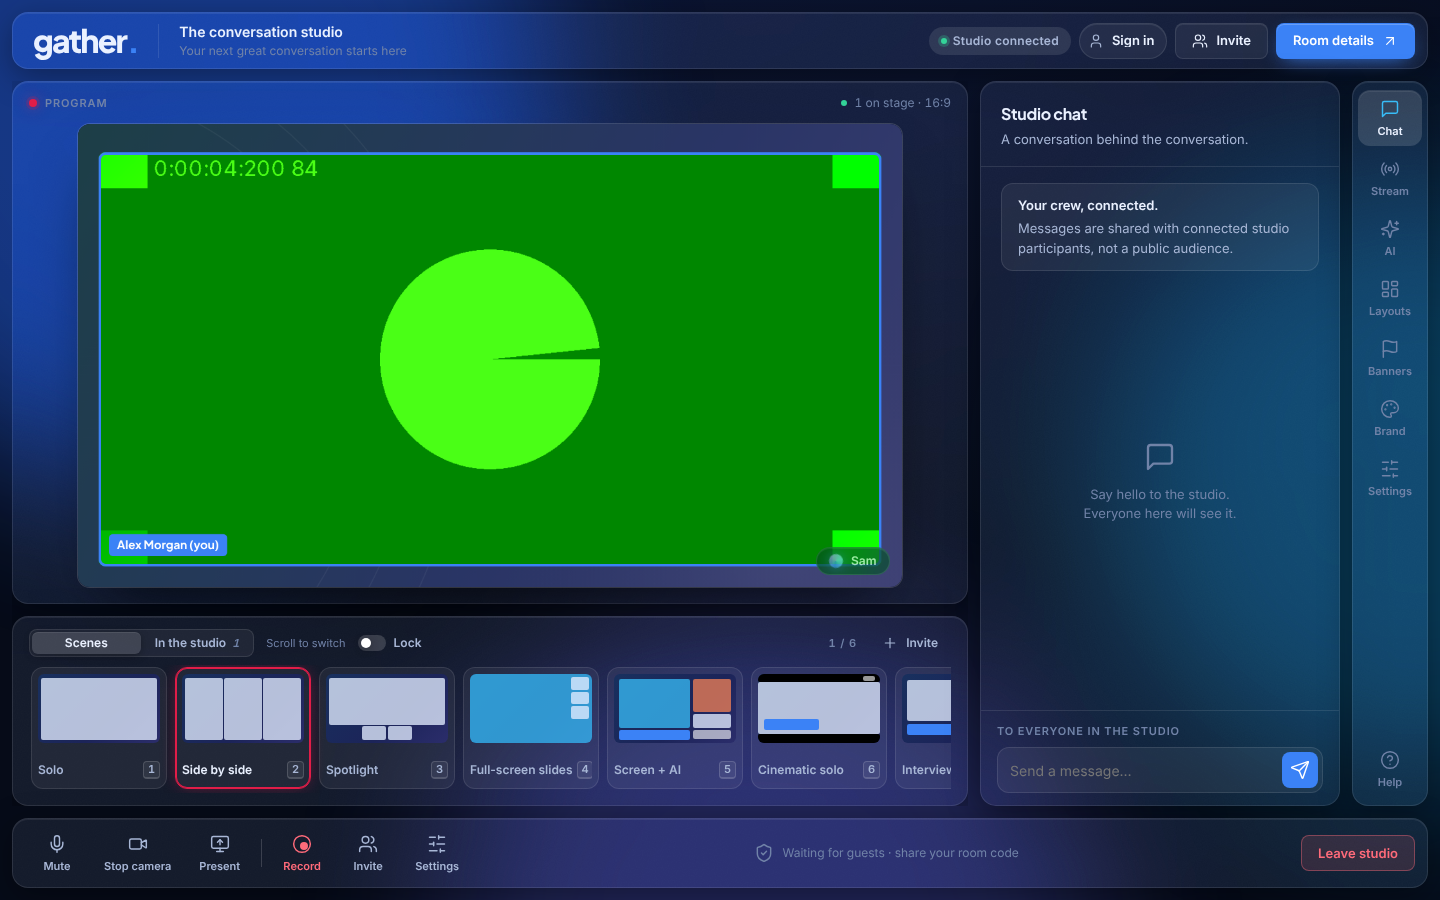 gather.
The conversation studio
Your next great conversation starts here
Studio connected
Sign in
Invite
Room details
PROGRAM
1 on stage · 16:9
0:00:04:200 84
Alex Morgan (you)
Sam
Studio chat
A conversation behind the conversation.
Your crew, connected.
Messages are shared with connected studio
participants, not a public audience.
Say hello to the studio.
Everyone here will see it.
TO EVERYONE IN THE STUDIO
Send a message...
Chat
Stream
AI
Layouts
Banners
Brand
Settings
Help
Scenes
In the studio 1
Scroll to switch
Lock
1 / 6
Invite
Solo 1
Side by side 2
Spotlight 3
Full-screen slides 4
Screen + AI 5
Cinematic solo 6
Interview
Mute
Stop camera
Present
Record
Invite
Settings
Waiting for guests · share your room code
Leave studio